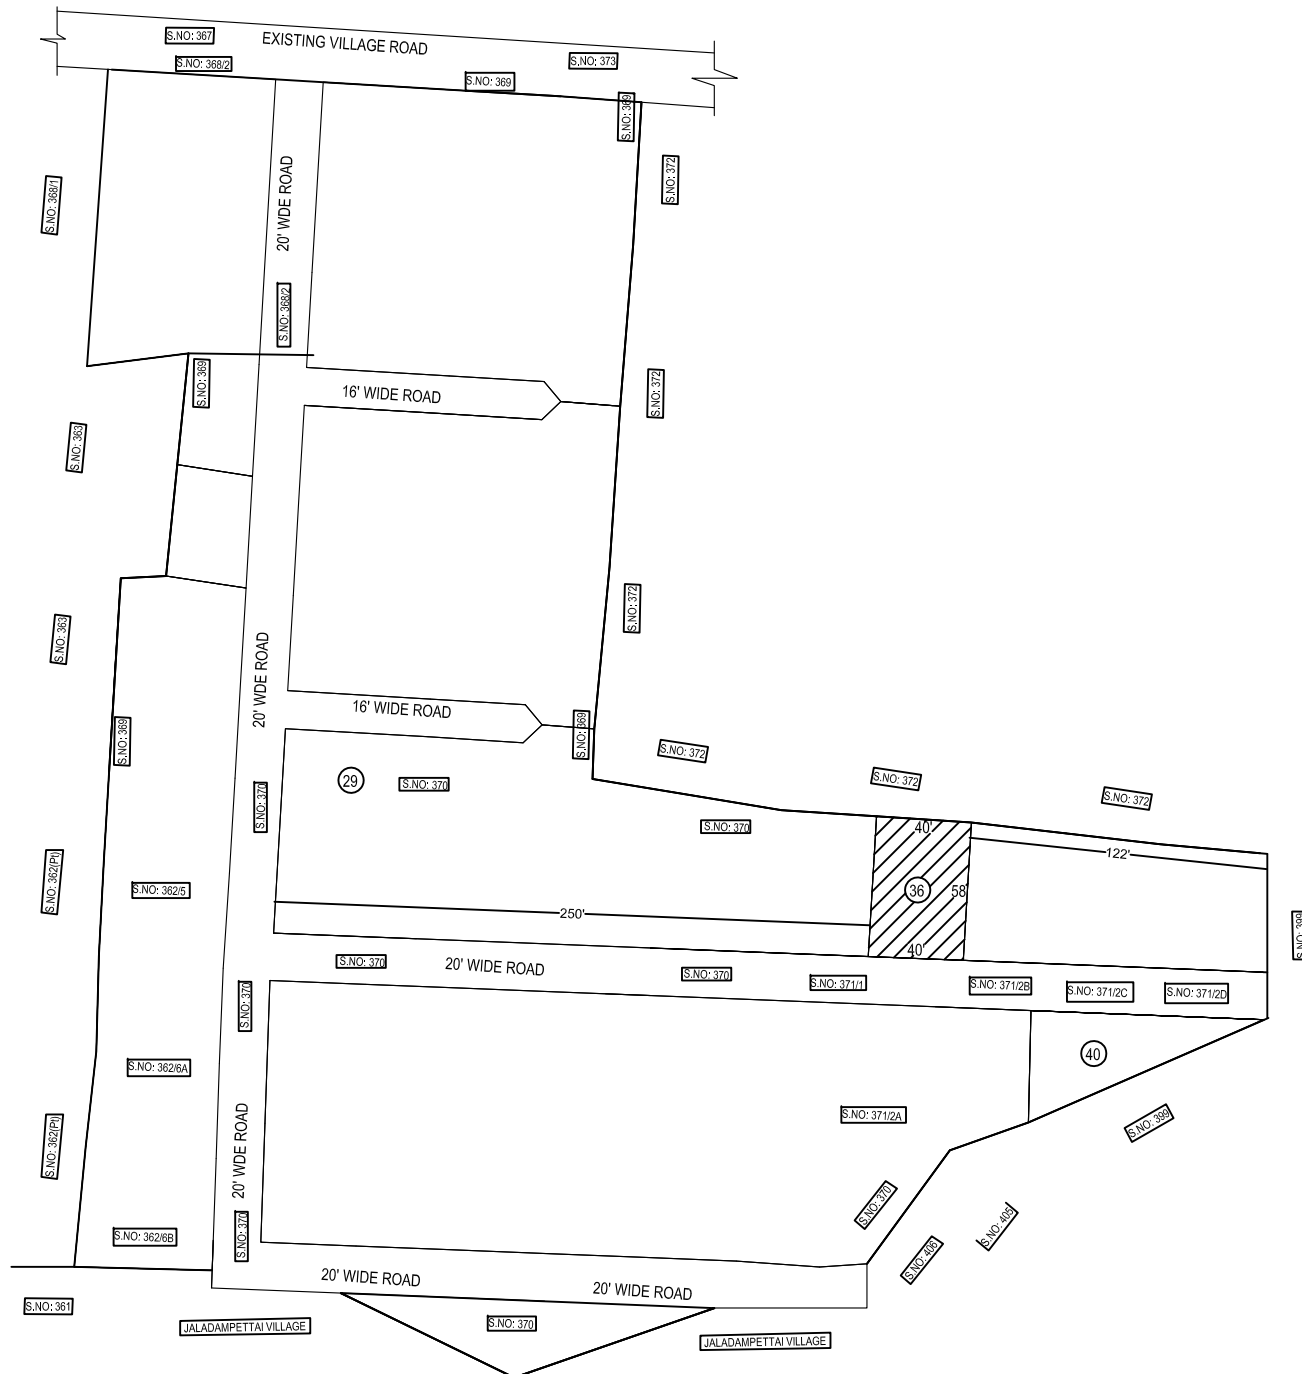 S.NO: 367
EXISTING VILLAGE ROAD
S.NO: 373
S.NO: 368/2
S.NO: 369
S.NO: 369
S.NO: 372
S.NO: 368/1
20' WDE ROAD
S.NO: 368/2
S.NO: 369
16' WIDE ROAD
S.NO: 372
S.NO: 363
S.NO: 372
S.NO: 363
20' WDE ROAD
16' WIDE ROAD
S.NO: 369
S.NO: 369
S.NO: 372
S.NO: 372
S.NO: 372
29
S.NO: 370
S.NO: 370
S.NO: 370
40'
122'
S.NO: 362(Pt)
S.NO: 362/5
36
58'
250'
40'
S.NO: 399
S.NO: 370
20' WIDE ROAD
S.NO: 370
S.NO: 371/1
S.NO: 371/2B
S.NO: 371/2C
S.NO: 371/2D
S.NO: 370
40
S.NO: 362/6A
S.NO: 371/2A
S.NO: 399
S.NO: 362(Pt)
20' WDE ROAD
S.NO: 370
S.NO: 362/6B
S.NO: 370
S.NO: 405
S.NO: 406
20' WIDE ROAD
20' WIDE ROAD
S.NO: 361
JALADAMPETTAI VILLAGE
S.NO: 370
JALADAMPETTAI VILLAGE